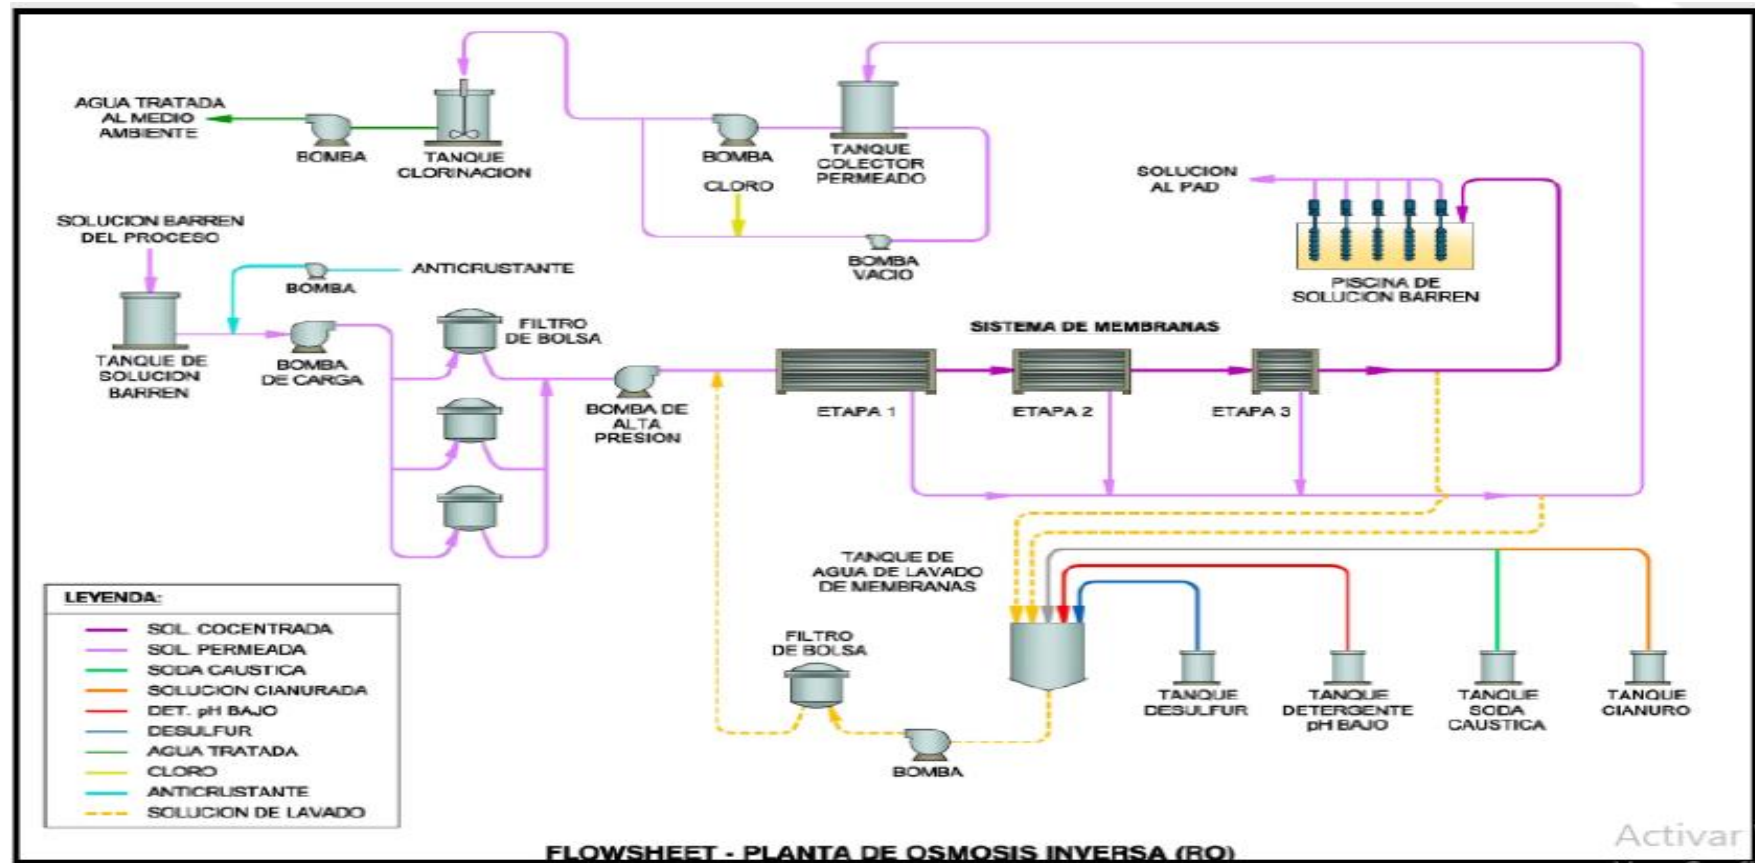 AGUA TRATADA
AL MEDIO
AMBIENTE
BOMBA
TANQUE
CLORINACION
BOMBA
TANQUE
COLECTOR
PERMEADO
CLORO
BOMBA
VACIO
SOLUCION
AL PAD
PISCINA DE
SOLUCION BARREN
SOLUCION BARREN
DEL PROCESO
ANTICRUSTANTE
BOMBA
TANQUE DE
SOLUCION
BARREN
BOMBA
DE CARGA
FILTRO
DE BOLSA
BOMBA DE
ALTA
PRESION
SISTEMA DE MEMBRANAS
ETAPA 1
ETAPA 2
ETAPA 3
TANQUE DE
AGUA DE LAVADO
DE MEMBRANAS
FILTRO
DE BOLSA
BOMBA
TANQUE
DESULFUR
TANQUE
DETERGENTE
pH BAJO
TANQUE
SODA
CAUSTICA
TANQUE
CIANURO
LEYENDA:
SOL. COCENTRADA
SOL. PERMEADA
SODA CAUSTICA
SOLUCION CIANURADA
DET. pH BAJO
DESULFUR
AGUA TRATADA
CLORO
ANTICRUSTANTE
SOLUCION DE LAVADO
FLOWSHEET - PLANTA DE OSMOSIS INVERSA (RO)
Activar